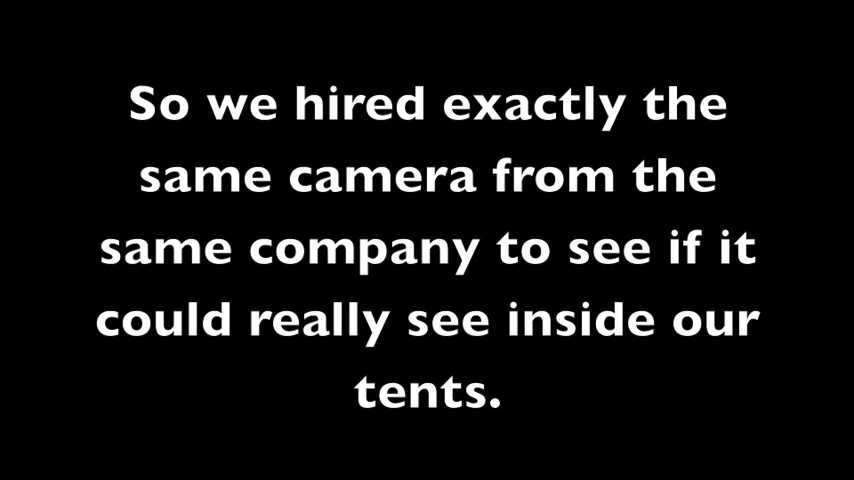 So we hired exactly the
same camera from the
same company to see if it
could really see inside our
tents.